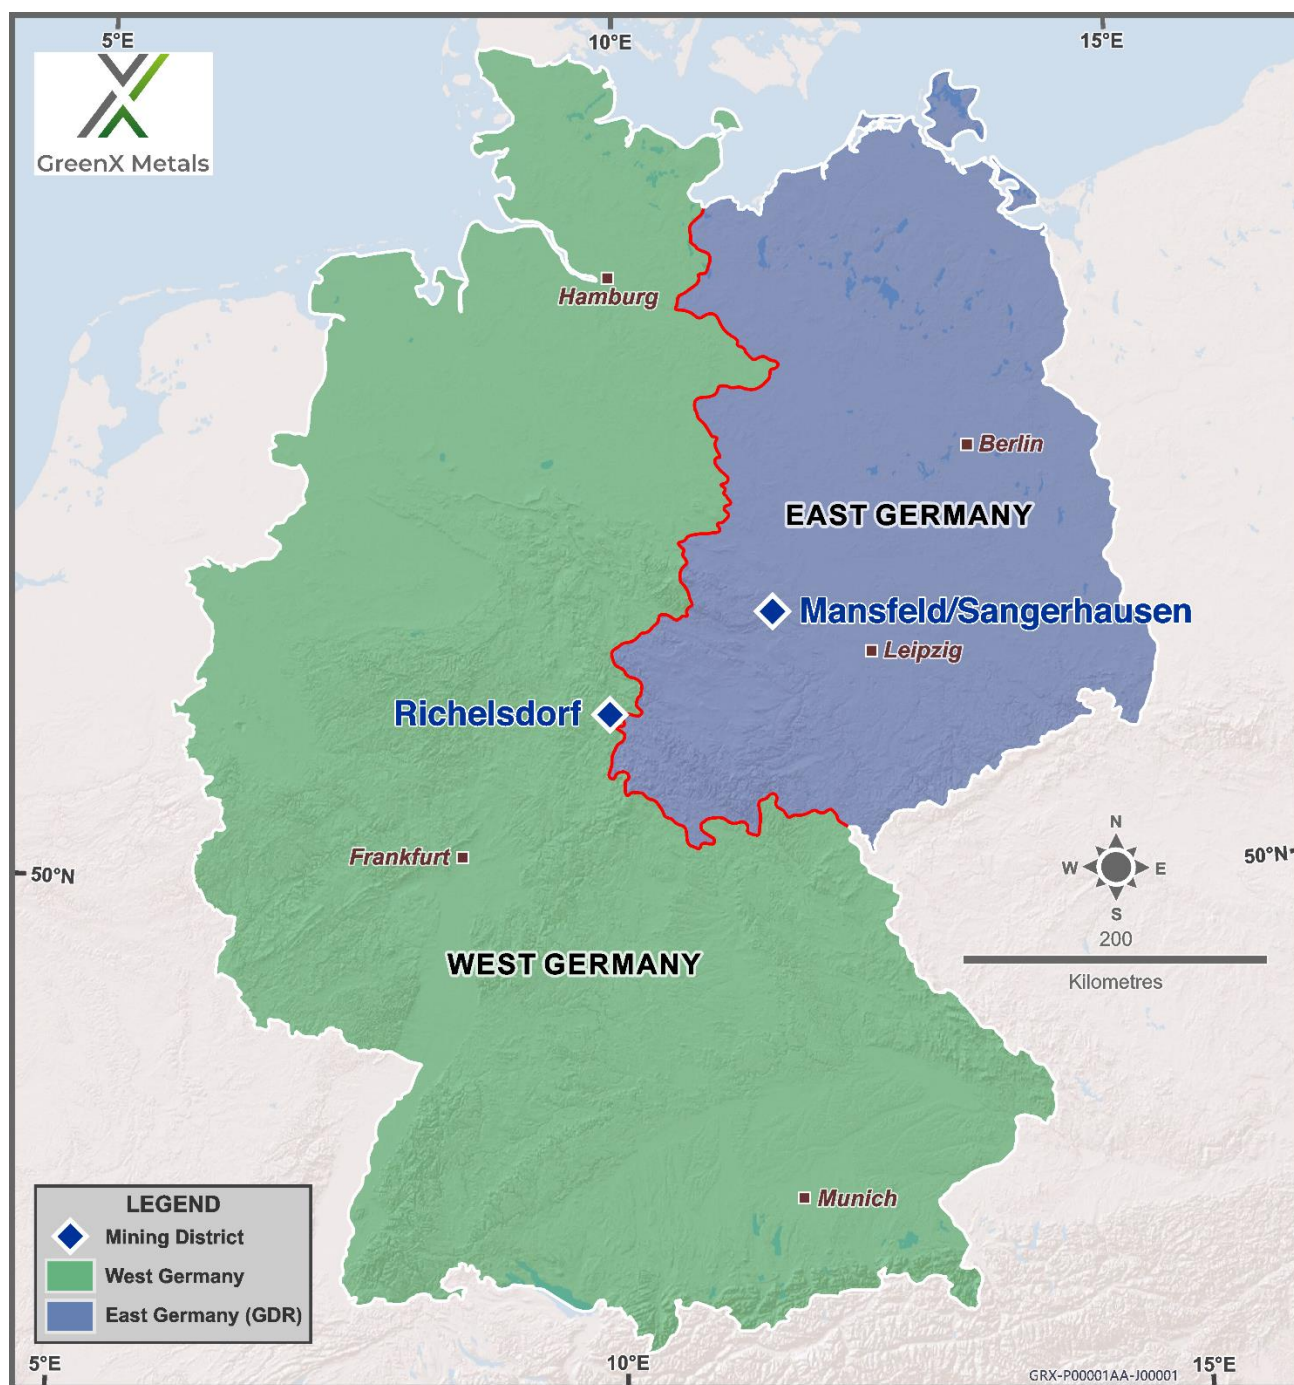 5°E
10°E
15°E
GreenX Metals
Hamburg
Berlin
EAST GERMANY
Mansfeld/Sangerhausen
Leipzig
Richelsdorf
Frankfurt
50°N
50°N
N
W
E
S
200
Kilometres
WEST GERMANY
Munich
LEGEND
Mining District
West Germany
East Germany (GDR)
5°E
10°E
15°E
GRX-P00001AA-J00001